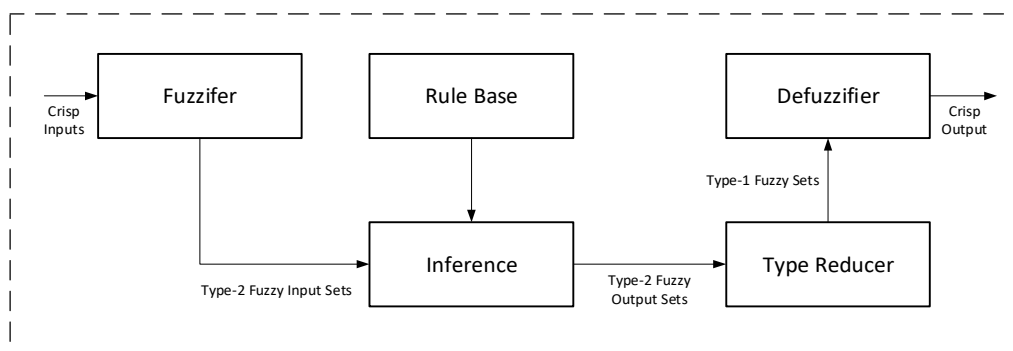 Fuzzifer
Rule Base
Defuzzifier
Crisp
Inputs
Crisp
Output
Type-1 Fuzzy Sets
Inference
Type Reducer
Type-2 Fuzzy Input Sets
Type-2 Fuzzy
Output Sets